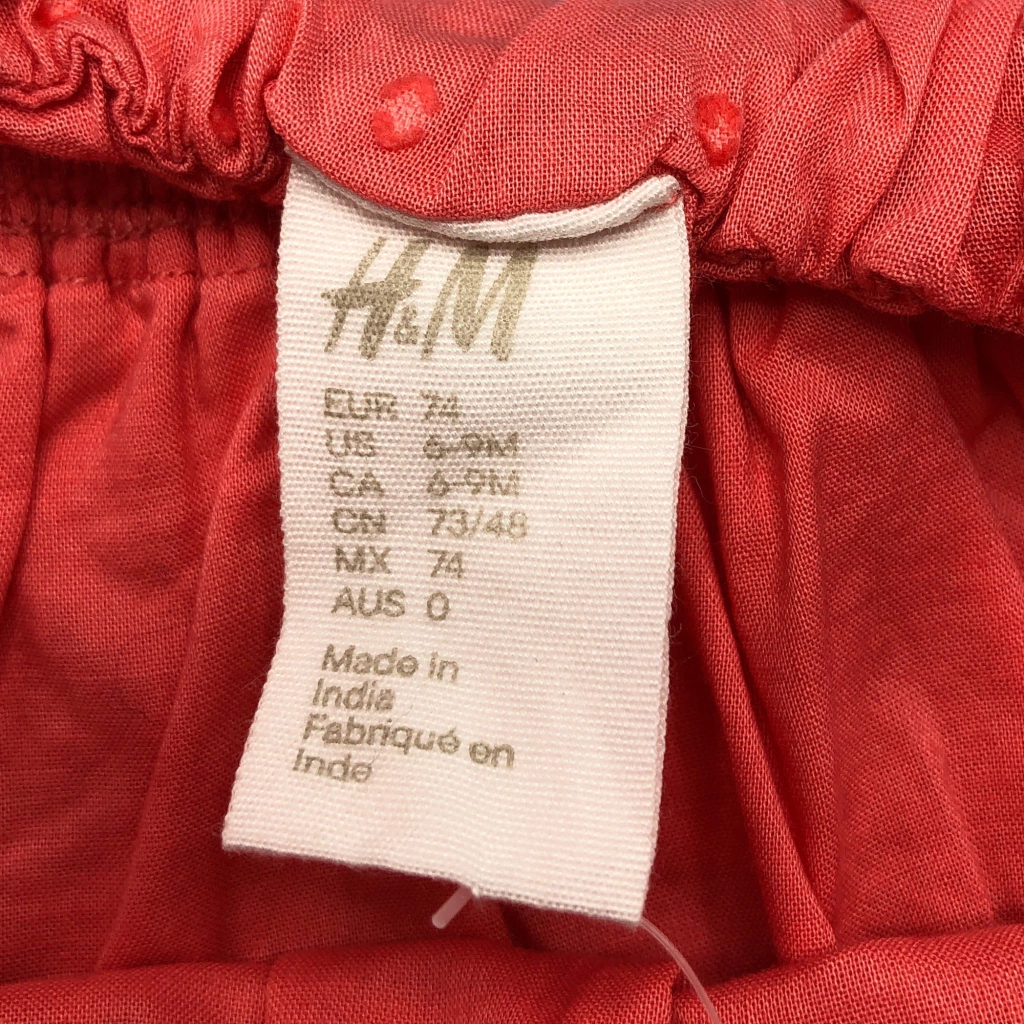 H&M
EUR 74
US 6-9M
CA 6-9M
CN 73/48
MX 74
AUS 0
Made in
India
Fabriqué en
Inde